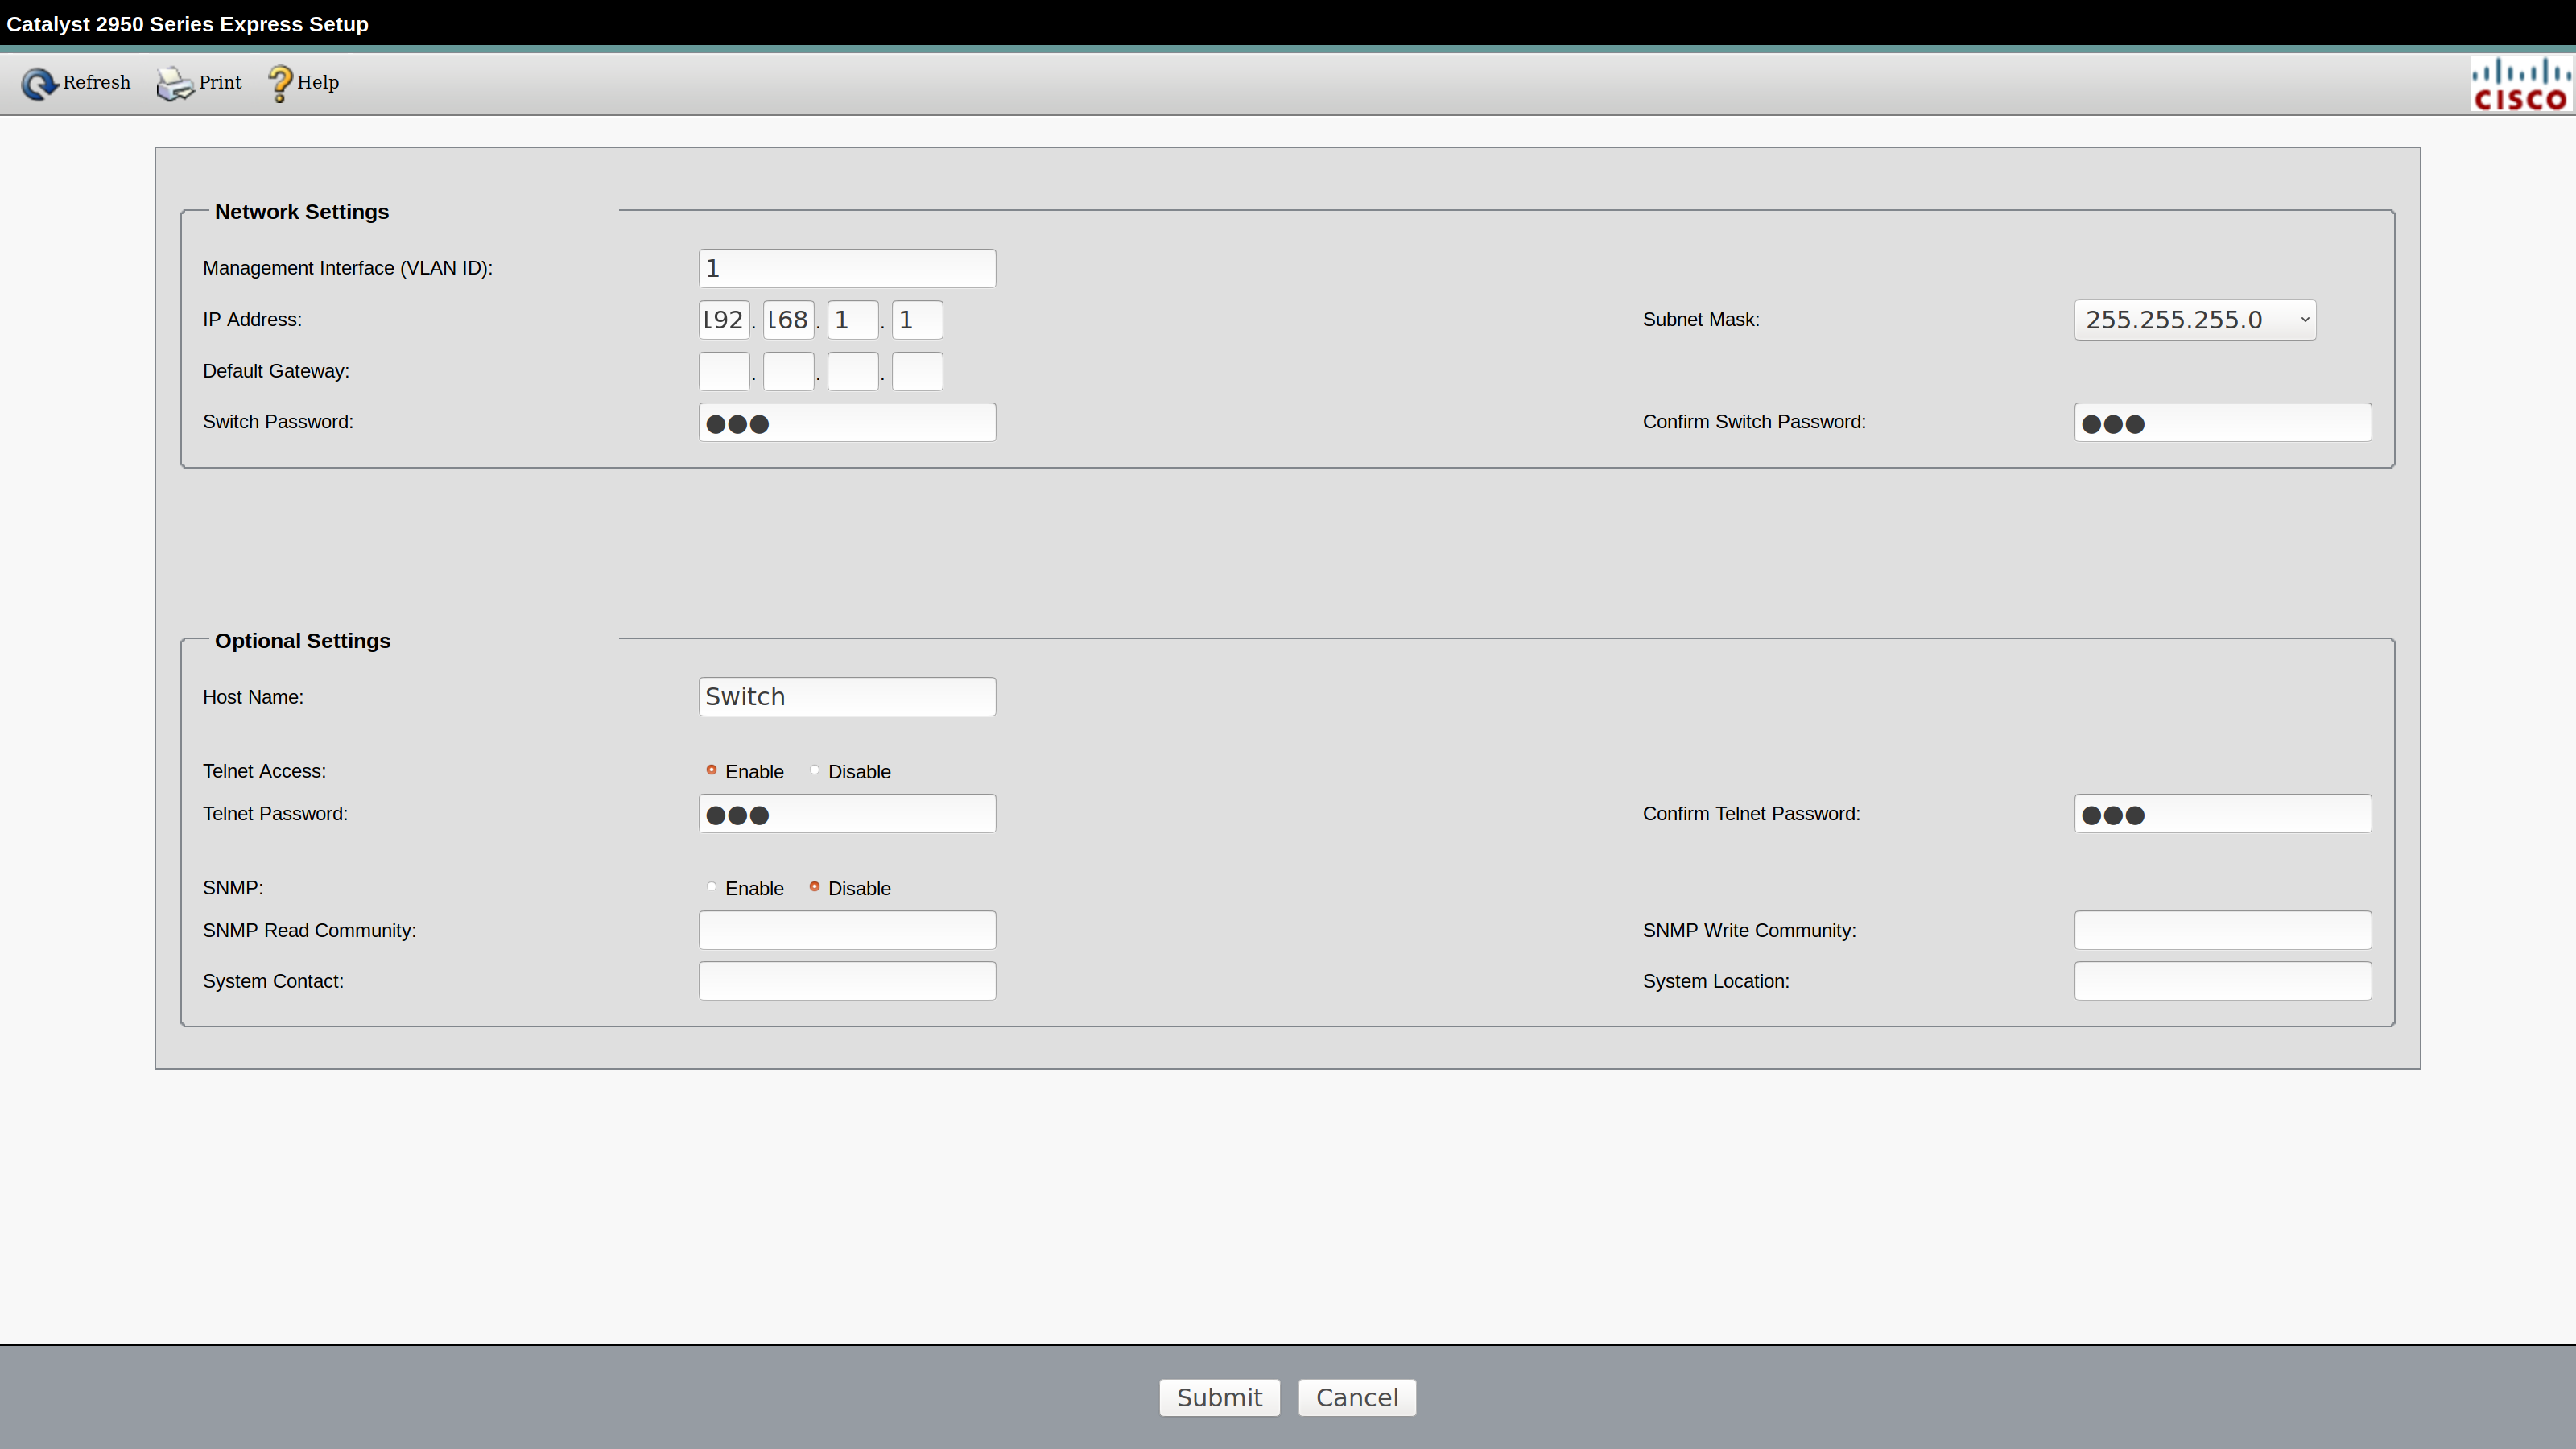 Catalyst 2950 Series Express Setup
Refresh Print Help
CISCO
Network Settings
Management Interface (VLAN ID): 1
IP Address: 192 . 168 . 1 . 1 Subnet Mask: 255.255.255.0
Default Gateway: . . .
Switch Password: ●●● Confirm Switch Password: ●●●
Optional Settings
Host Name: Switch
Telnet Access: Enable Disable
Telnet Password: ●●● Confirm Telnet Password: ●●●
SNMP: Enable Disable
SNMP Read Community: SNMP Write Community:
System Contact: System Location:
Submit Cancel